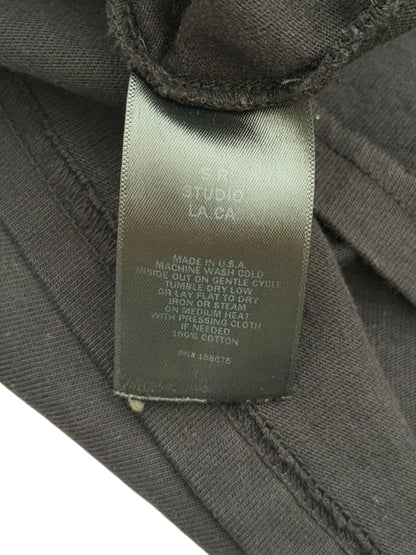 S.R.
STUDIO
LA.CA
MADE IN U.S.A
MACHINE WASH COLD
INSIDE OUT ON GENTLE CYCLE
TUMBLE DRY LOW
OR LAY FLAT TO DRY
IRON OR STEAM
ON MEDIUM HEAT
WITH PRESSING CLOTH
IF NEEDED
100% COTTON
RN# 158675